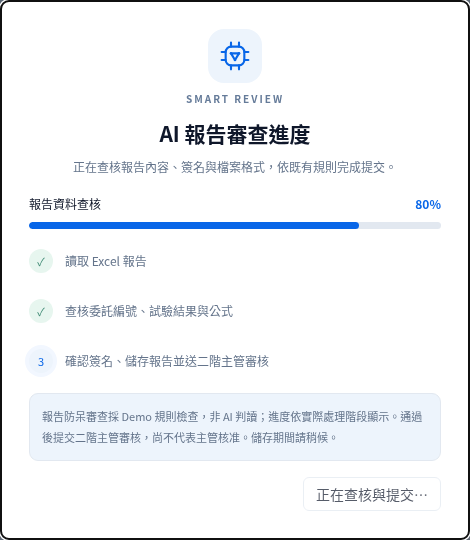 SMART REVIEW
AI 報告審查進度
正在查核報告內容、簽名與檔案格式，依既有規則完成提交。
報告資料查核 80%
✓ 讀取 Excel 報告
✓ 查核委託編號、試驗結果與公式
3 確認簽名、儲存報告並送二階主管審核
報告防呆審查採 Demo 規則檢查，非 AI 判讀；進度依實際處理階段顯示。通過
後提交二階主管審核，尚不代表主管核准。儲存期間請稍候。
正在查核與提交…